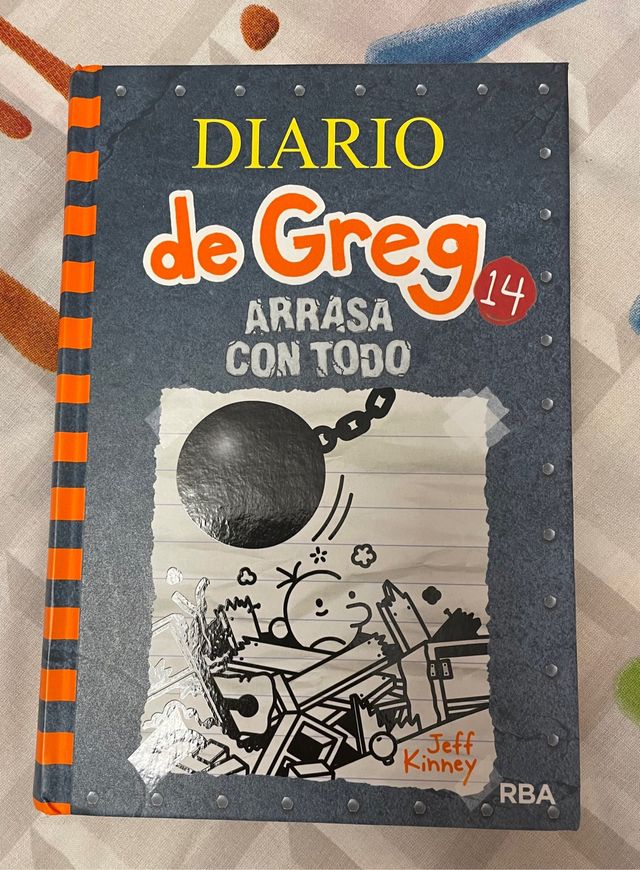 DIARIO
de Greg
14
ARRASA
CON TODO
Jeff
Kinney
RBA